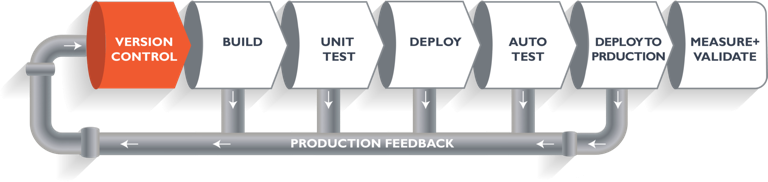 VERSION
CONTROL
BUILD
UNIT
TEST
DEPLOY
AUTO
TEST
DEPLOY TO
PRDUCTION
MEASURE+
VALIDATE
PRODUCTION FEEDBACK